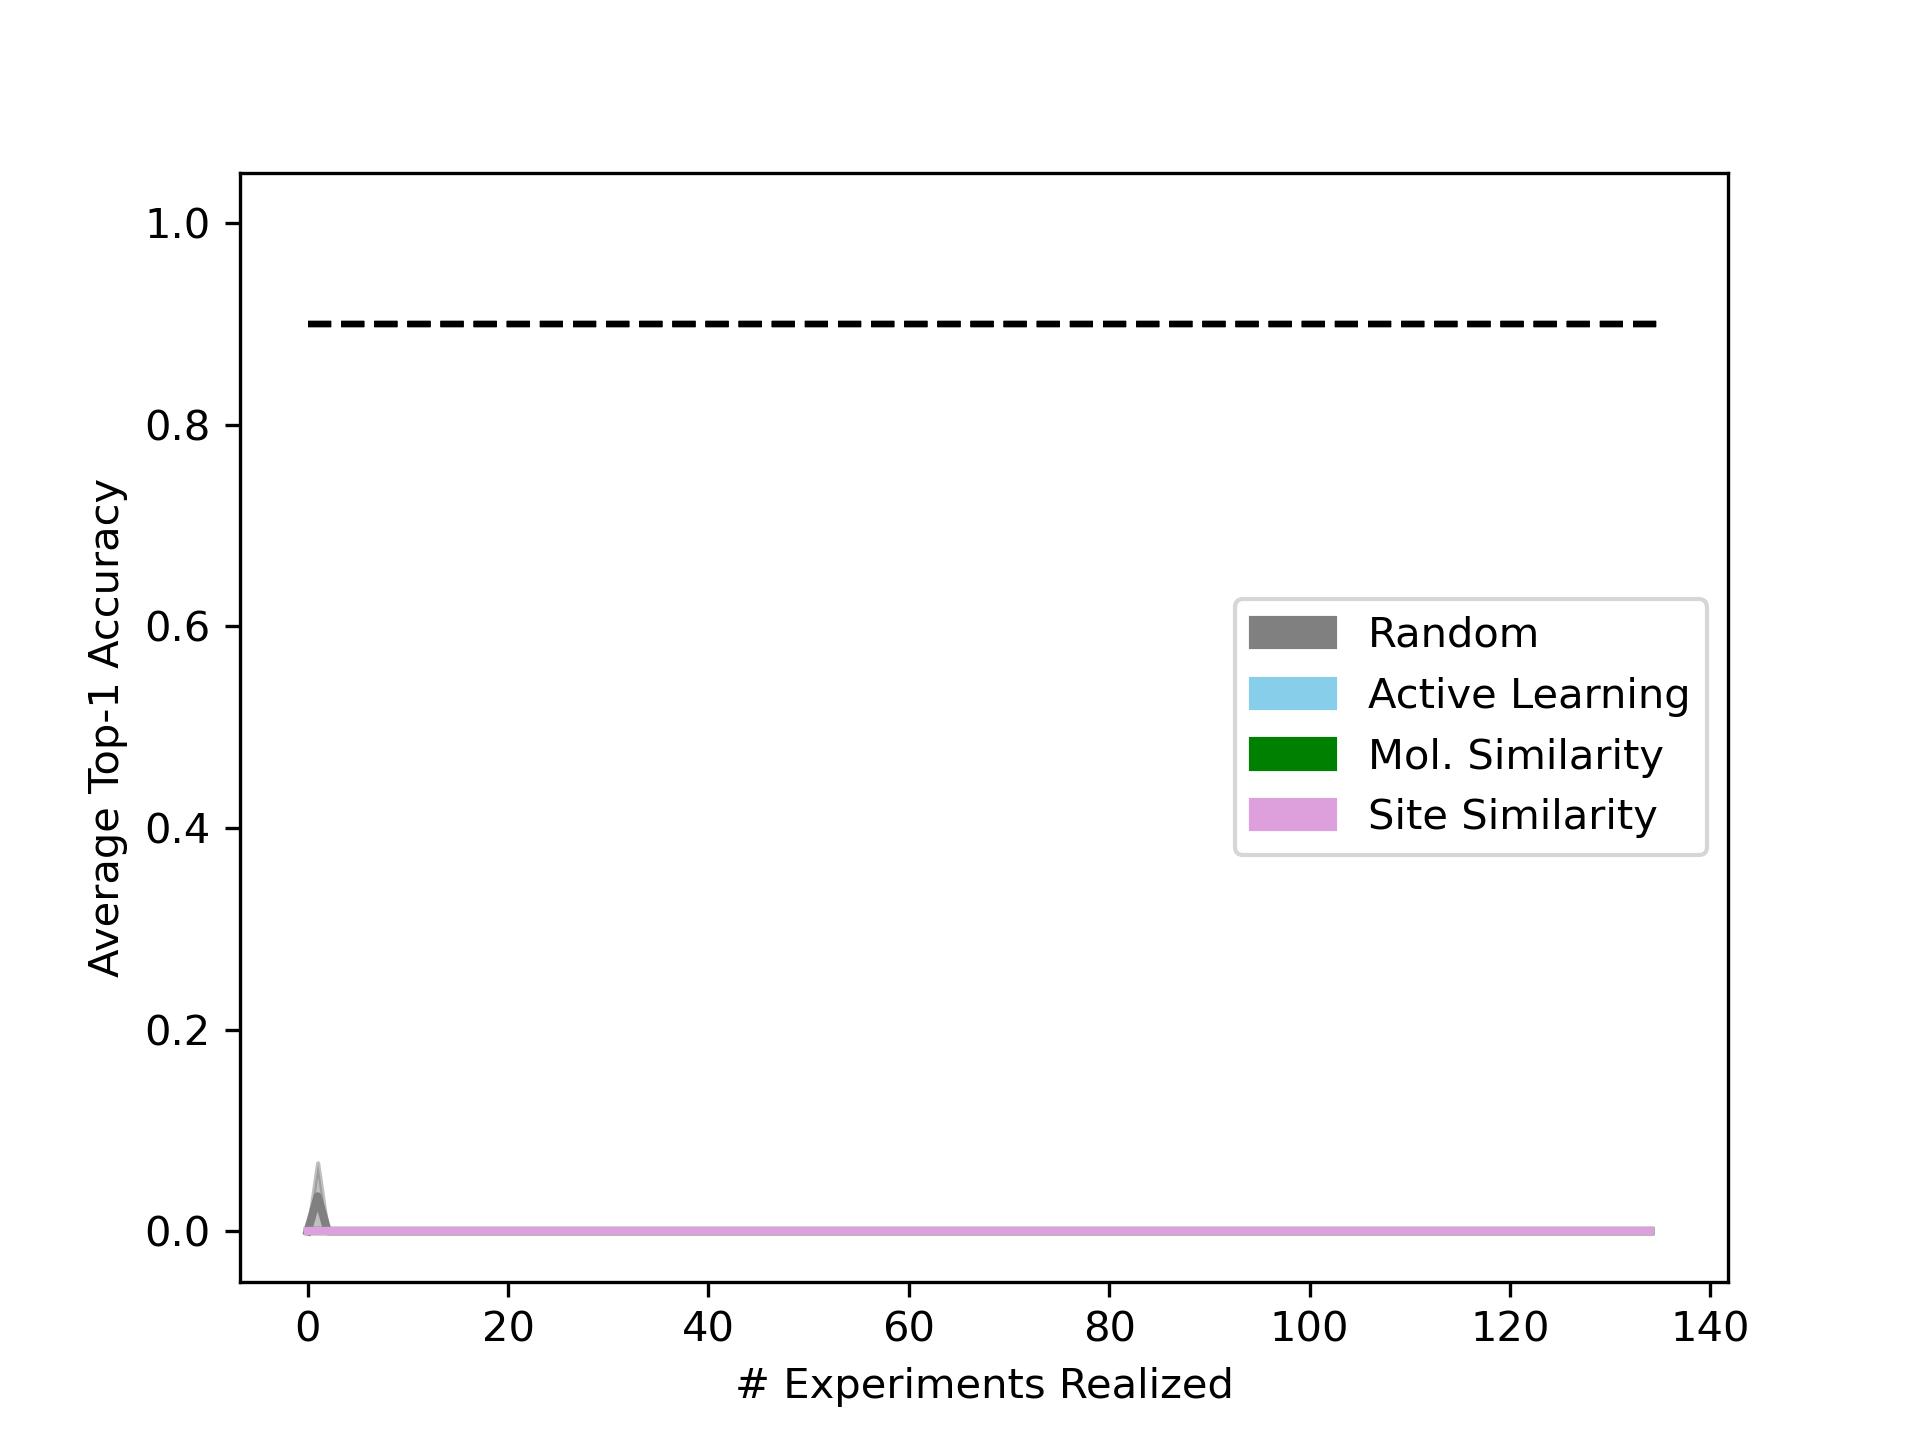 1.0
0.8
0.6
0.4
0.2
0.0
Average Top-1 Accuracy
Random
Active Learning
Mol. Similarity
Site Similarity
0 20 40 60 80 100 120 140
# Experiments Realized